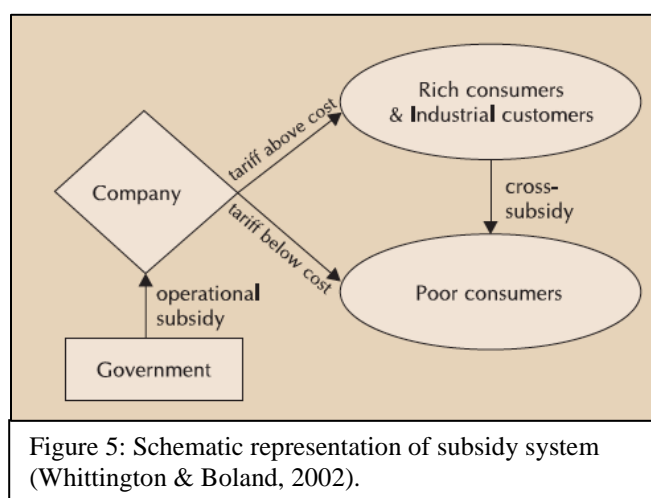 Rich consumers
& Industrial customers
tariff above cost
Company
cross-
subsidy
tariff below cost
Poor consumers
operational
subsidy
Government
Figure 5: Schematic representation of subsidy system
(Whittington & Boland, 2002).